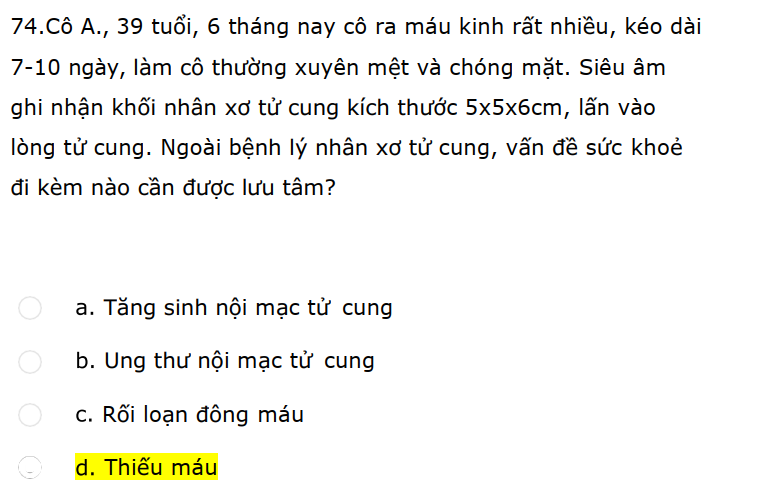 74.Cô A., 39 tuổi, 6 tháng nay cô ra máu kinh rất nhiều, kéo dài
7-10 ngày, làm cô thường xuyên mệt và chóng mặt. Siêu âm
ghi nhận khối nhân xơ tử cung kích thước 5x5x6cm, lấn vào
lòng tử cung. Ngoài bệnh lý nhân xơ tử cung, vấn đề sức khoẻ
đi kèm nào cần được lưu tâm?
a. Tăng sinh nội mạc tử cung
b. Ung thư nội mạc tử cung
c. Rối loạn đông máu
d. Thiếu máu